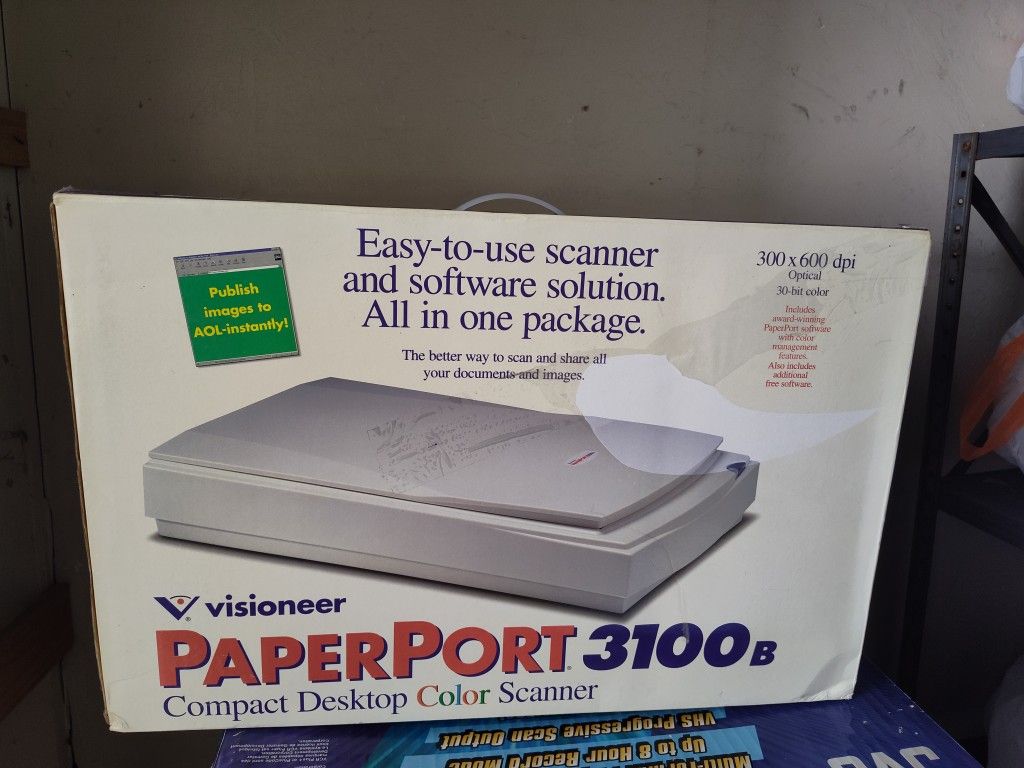 Easy-to-use scanner
and software solution.
All in one package.
The better way to scan and share all
your documents and images.
Publish
images to
AOL-instantly!
300 x 600 dpi
Optical
30-bit color
Includes
award-winning
PaperPort software
with color
management
features.
Also includes
additional
free software.
PAPERPORT
visioneer
PAPERPORT 3100B
Compact Desktop Color Scanner
VHS Progressive Scan Output
Up to 8 Hour Record Mode
JVC